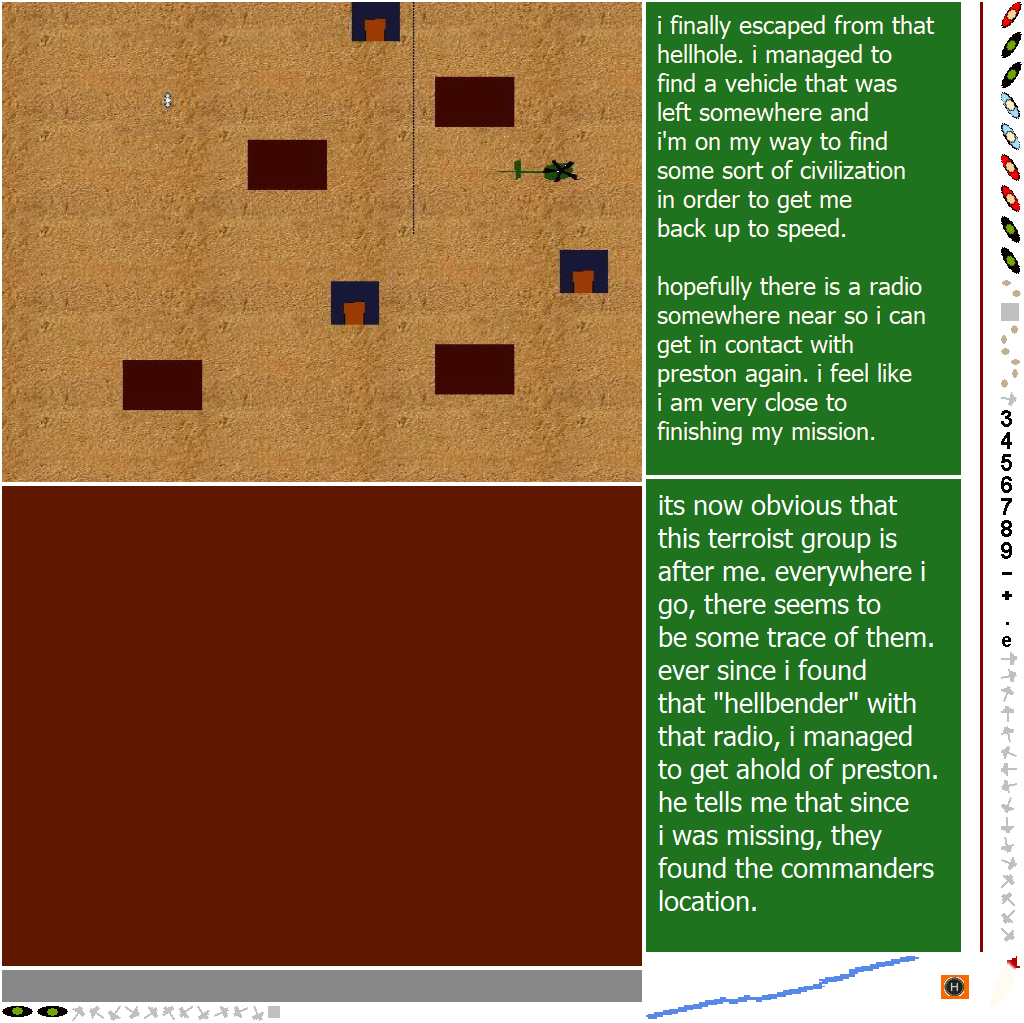 i finally escaped from that
hellhole. i managed to
find a vehicle that was
left somewhere and
i'm on my way to find
some sort of civilization
in order to get me
back up to speed.
hopefully there is a radio
somewhere near so i can
get in contact with
preston again. i feel like
i am very close to
finishing my mission.
its now obvious that
this terroist group is
after me. everywhere i
go, there seems to
be some trace of them.
ever since i found
that "hellbender" with
that radio, i managed
to get ahold of preston.
he tells me that since
i was missing, they
found the commanders
location.
3
4
5
6
7
8
9
-
+
.
e
H